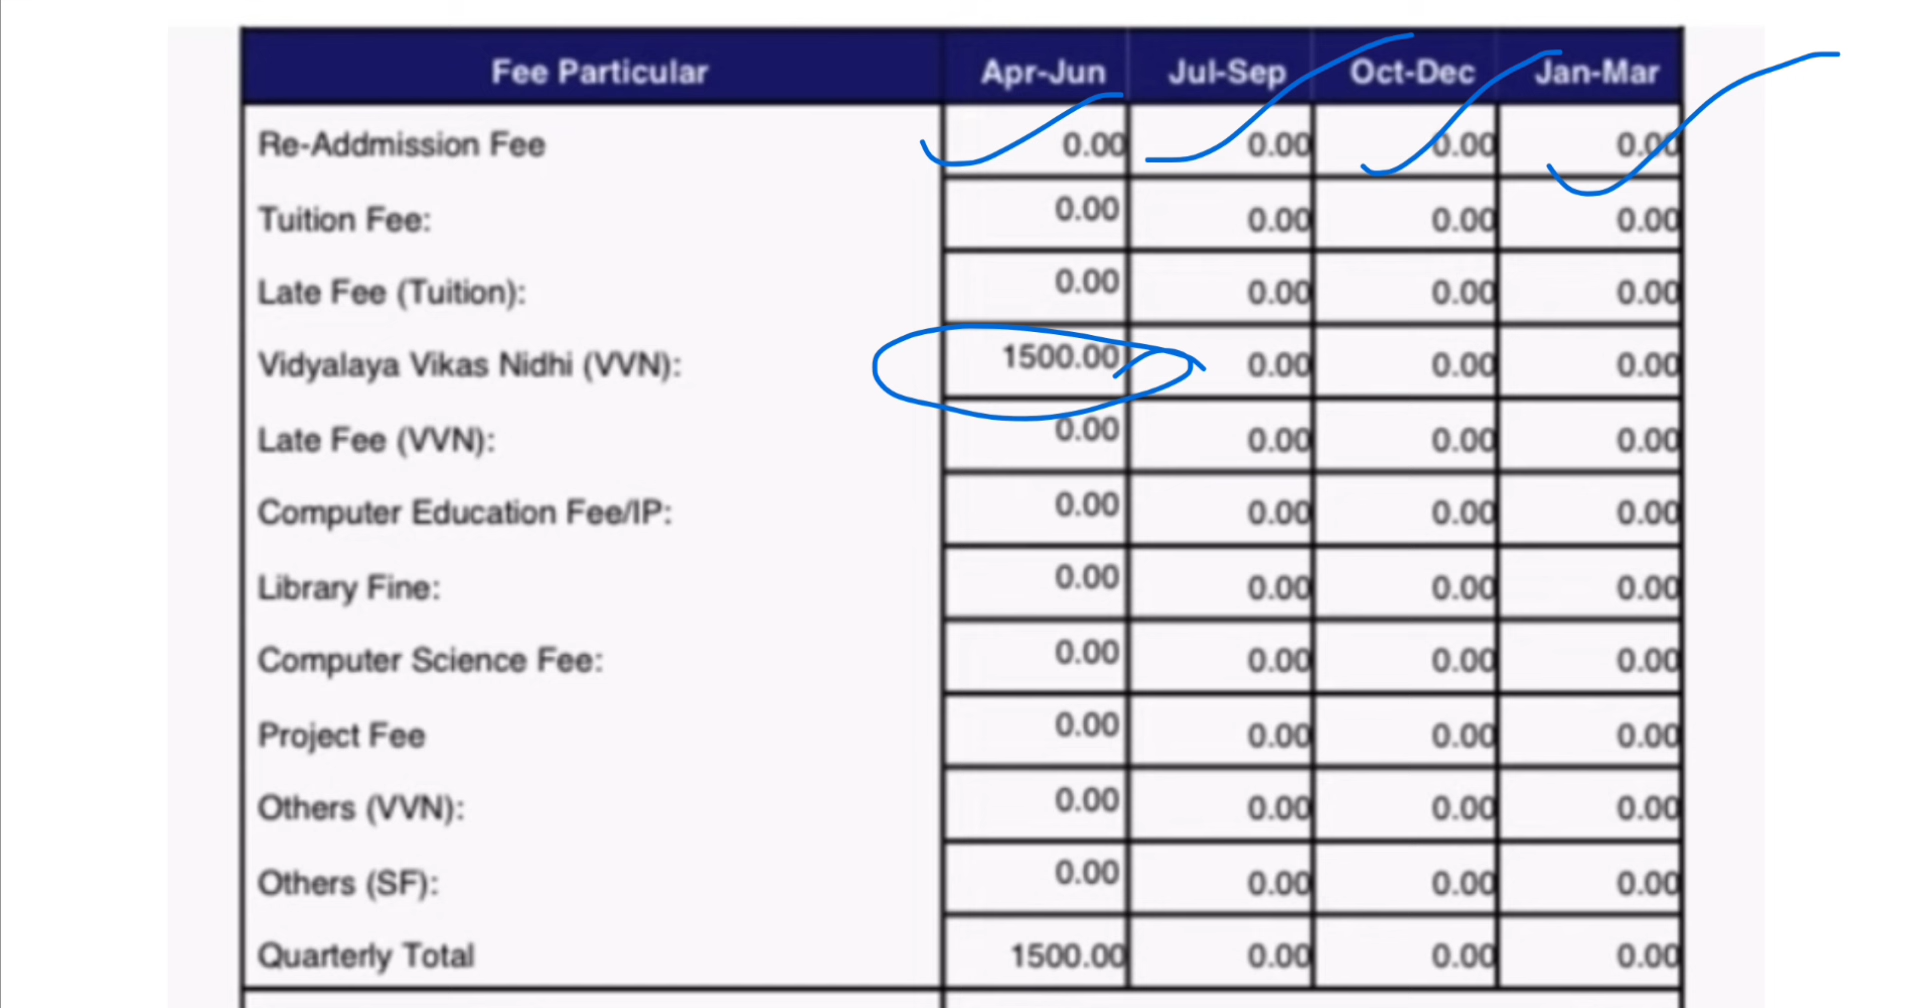 Fee Particular Apr-Jun Jul-Sep Oct-Dec Jan-Mar
Re-Addmission Fee 0.00 0.00 0.00 0.00
Tuition Fee: 0.00 0.00 0.00 0.00
Late Fee (Tuition): 0.00 0.00 0.00 0.00
Vidyalaya Vikas Nidhi (VVN): 1500.00 0.00 0.00 0.00
Late Fee (VVN): 0.00 0.00 0.00 0.00
Computer Education Fee/IP: 0.00 0.00 0.00 0.00
Library Fine: 0.00 0.00 0.00 0.00
Computer Science Fee: 0.00 0.00 0.00 0.00
Project Fee 0.00 0.00 0.00 0.00
Others (VVN): 0.00 0.00 0.00 0.00
Others (SF): 0.00 0.00 0.00 0.00
Quarterly Total 1500.00 0.00 0.00 0.00